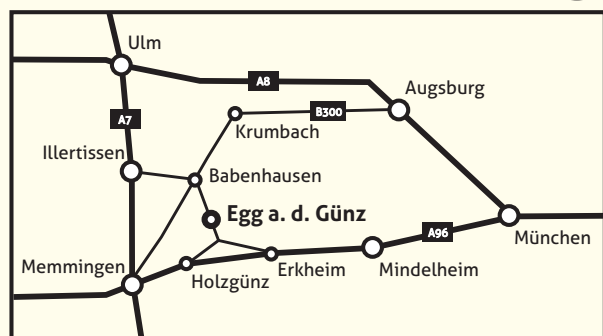 Ulm
A8
Augsburg
A7
B300
Krumbach
Illertissen
Babenhausen
Egg a. d. Günz
A96
München
Memmingen
Holzgünz
Erkheim
Mindelheim